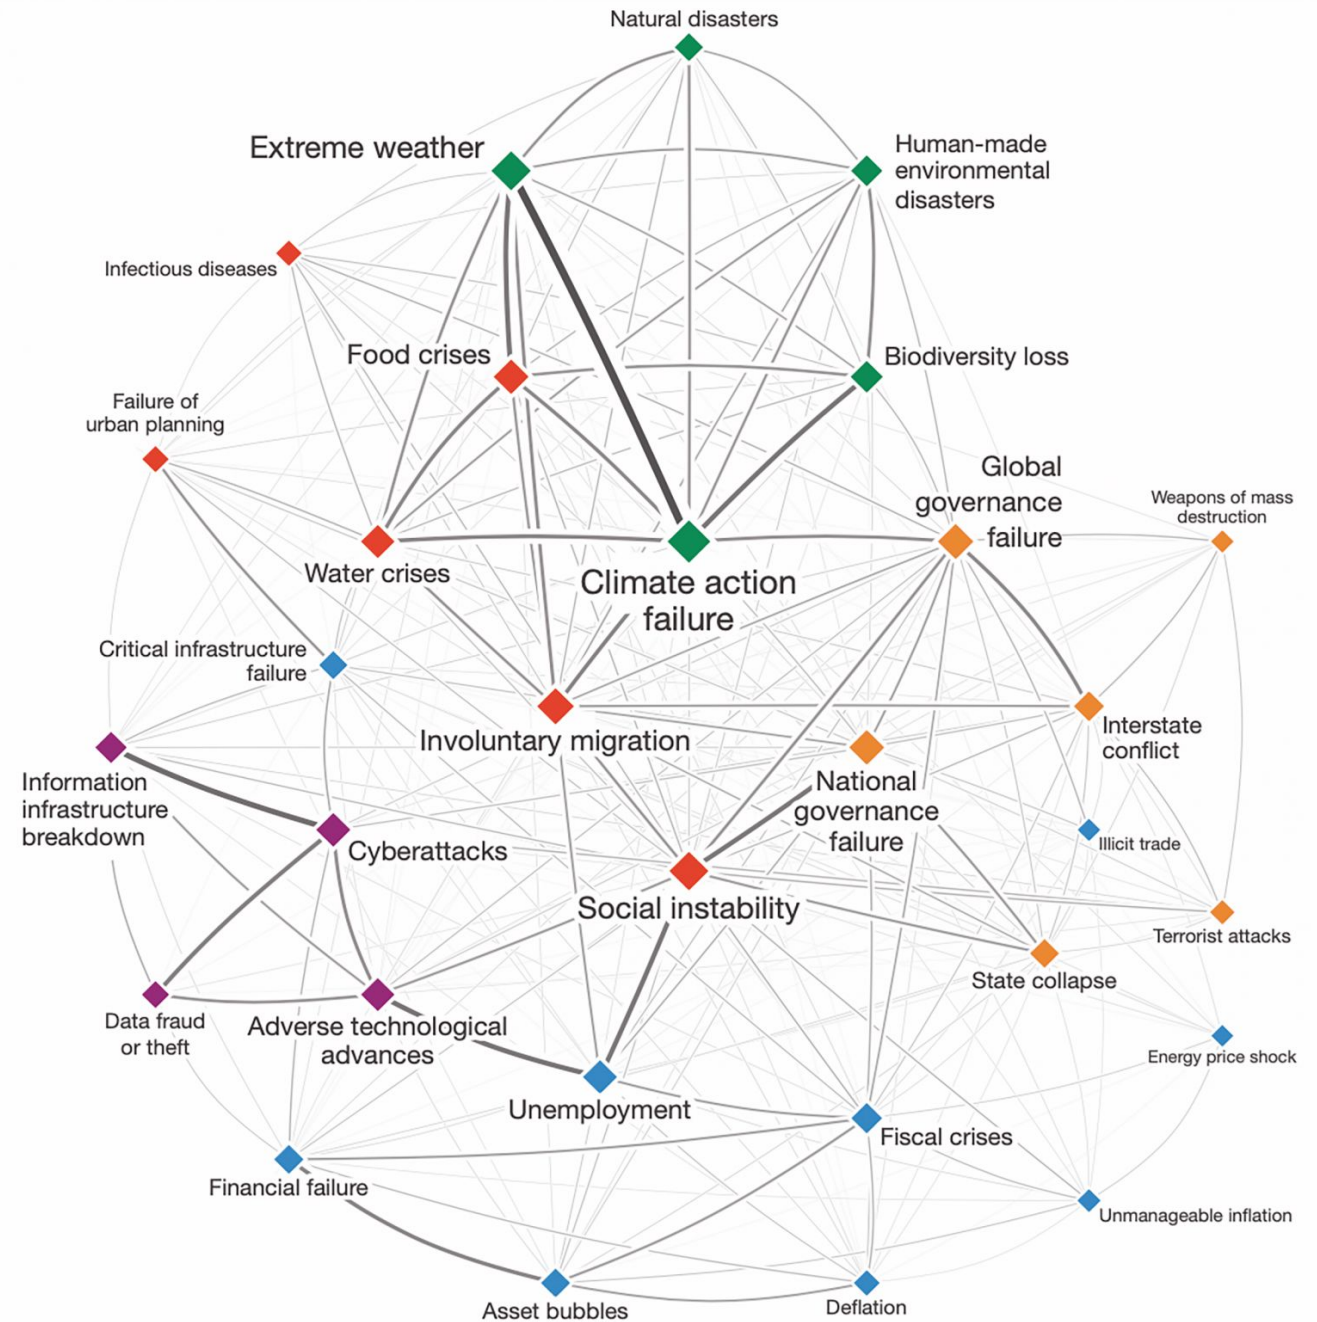 Natural disasters
Extreme weather
Human-made
environmental
disasters
Infectious diseases
Food crises
Biodiversity loss
Failure of
urban planning
Global
governance
failure
Weapons of mass
destruction
Water crises
Climate action
failure
Critical infrastructure
failure
Involuntary migration
Interstate
conflict
Information
infrastructure
breakdown
National
governance
failure
Cyberattacks
Illicit trade
Social instability
Terrorist attacks
State collapse
Data fraud
or theft
Adverse technological
advances
Energy price shock
Unemployment
Fiscal crises
Financial failure
Unmanageable inflation
Asset bubbles
Deflation